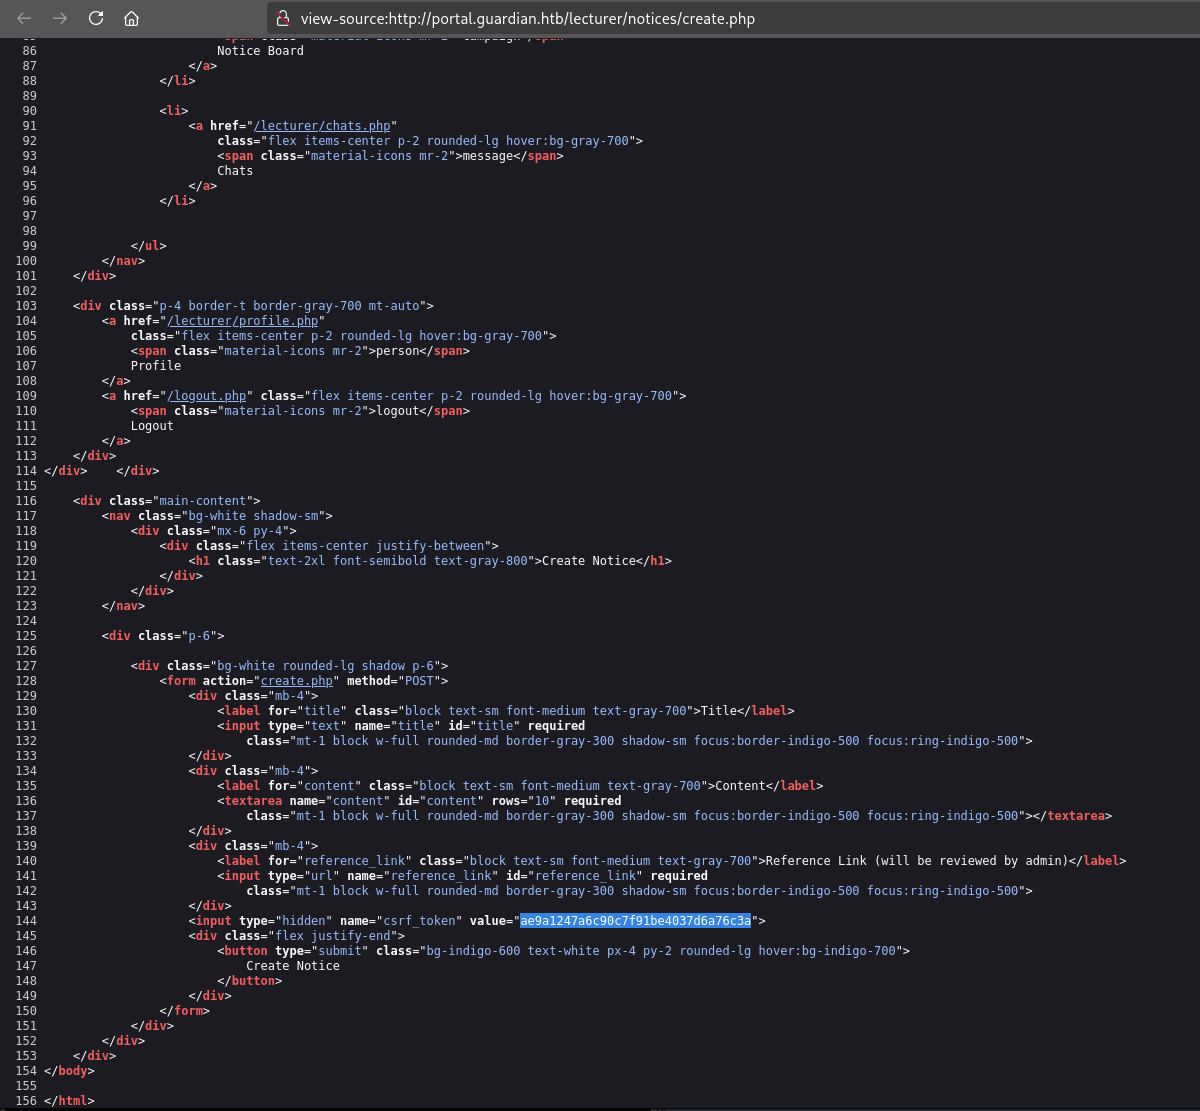 view-source:http://portal.guardian.htb/lecturer/notices/create.php
86 Notice Board
87 </a>
88 </li>
89
90 <li>
91 <a href="/lecturer/chats.php"
92 class="flex items-center p-2 rounded-lg hover:bg-gray-700">
93 <span class="material-icons mr-2">message</span>
94 Chats
95 </a>
96 </li>
97
98
99 </ul>
100 </nav>
101 </div>
102
103 <div class="p-4 border-t border-gray-700 mt-auto">
104 <a href="/lecturer/profile.php"
105 class="flex items-center p-2 rounded-lg hover:bg-gray-700">
106 <span class="material-icons mr-2">person</span>
107 Profile
108 </a>
109 <a href="/logout.php" class="flex items-center p-2 rounded-lg hover:bg-gray-700">
110 <span class="material-icons mr-2">logout</span>
111 Logout
112 </a>
113 </div>
114 </div>    </div>
115
116 <div class="main-content">
117 <nav class="bg-white shadow-sm">
118 <div class="mx-6 py-4">
119 <div class="flex items-center justify-between">
120 <h1 class="text-2xl font-semibold text-gray-800">Create Notice</h1>
121 </div>
122 </div>
123 </nav>
124
125 <div class="p-6">
126
127 <div class="bg-white rounded-lg shadow p-6">
128 <form action="create.php" method="POST">
129 <div class="mb-4">
130 <label for="title" class="block text-sm font-medium text-gray-700">Title</label>
131 <input type="text" name="title" id="title" required
132 class="mt-1 block w-full rounded-md border-gray-300 shadow-sm focus:border-indigo-500 focus:ring-indigo-500">
133 </div>
134 <div class="mb-4">
135 <label for="content" class="block text-sm font-medium text-gray-700">Content</label>
136 <textarea name="content" id="content" rows="10" required
137 class="mt-1 block w-full rounded-md border-gray-300 shadow-sm focus:border-indigo-500 focus:ring-indigo-500"></textarea>
138 </div>
139 <div class="mb-4">
140 <label for="reference_link" class="block text-sm font-medium text-gray-700">Reference Link (will be reviewed by admin)</label>
141 <input type="url" name="reference_link" id="reference_link" required
142 class="mt-1 block w-full rounded-md border-gray-300 shadow-sm focus:border-indigo-500 focus:ring-indigo-500">
143 </div>
144 <input type="hidden" name="csrf_token" value="ae9a1247a6c90c7f91be4037d6a76c3a">
145 <div class="flex justify-end">
146 <button type="submit" class="bg-indigo-600 text-white px-4 py-2 rounded-lg hover:bg-indigo-700">
147 Create Notice
148 </button>
149 </div>
150 </form>
151 </div>
152 </div>
153 </div>
154 </body>
155
156 </html>